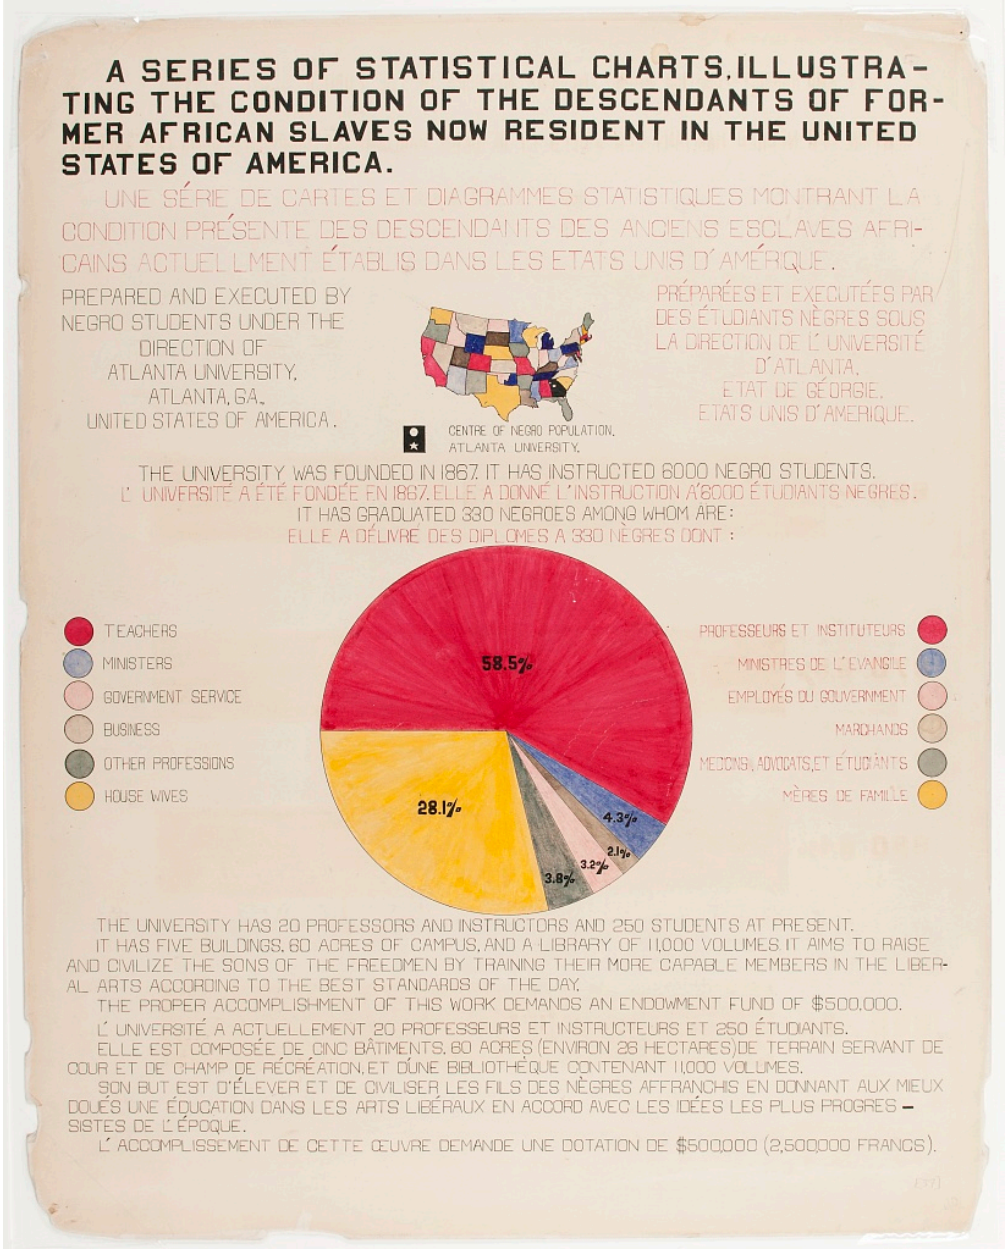 A SERIES OF STATISTICAL CHARTS, ILLUSTRA-
TING THE CONDITION OF THE DESCENDANTS OF FOR-
MER AFRICAN SLAVES NOW RESIDENT IN THE UNITED
STATES OF AMERICA.
UNE SÉRIE DE CARTES ET DIAGRAMMES STATISTIQUES MONTRANT LA
CONDITION PRÉSENTE DES DESCENDANTS DES ANCIENS ESCLAVES AFRI-
CAINS ACTUELLMENT ÉTABLIS DANS LES ETATS UNIS D'AMÉRIQUE.
PREPARED AND EXECUTED BY
NEGRO STUDENTS UNDER THE
DIRECTION OF
ATLANTA UNIVERSITY,
ATLANTA, GA.,
UNITED STATES OF AMERICA.
PRÉPARÉES ET EXECUTÉES PAR
DES ÉTUDIANTS NÈGRES SOUS
LA DIRECTION DE L' UNIVERSITÉ
D'ATLANTA,
ETAT DE GÉORGIE,
ETATS UNIS D'AMERIQUE.
CENTRE OF NEGRO POPULATION.
ATLANTA UNIVERSITY.
THE UNIVERSITY WAS FOUNDED IN 1867. IT HAS INSTRUCTED 6000 NEGRO STUDENTS.
L' UNIVERSITÉ A ÉTÉ FONDÉE EN 1867. ELLE A DONNÉ L'INSTRUCTION A'6000 ÉTUDIANTS NEGRES.
IT HAS GRADUATED 330 NEGROES AMONG WHOM ARE:
ELLE A DÉLIVRE DES DIPLOMES A 330 NÈGRES DONT :
TEACHERS
MINISTERS
GOVERNMENT SERVICE
BUSINESS
OTHER PROFESSIONS
HOUSE WIVES
58.5%
28.1%
4.3%
2.1%
3.2%
3.8%
PROFESSEURS ET INSTITUTEURS
MINISTRES DE L'EVANGILE
EMPLOYÉS DU GOUVERNMENT
MARCHANDS
MEDCINS, ADVOCATS, ET ÉTUDIANTS
MÈRES DE FAMILLE
THE UNIVERSITY HAS 20 PROFESSORS AND INSTRUCTORS AND 250 STUDENTS AT PRESENT.
IT HAS FIVE BUILDINGS, 60 ACRES OF CAMPUS, AND A LIBRARY OF 11,000 VOLUMES. IT AIMS TO RAISE
AND CIVILIZE THE SONS OF THE FREEDMEN BY TRAINING THEIR MORE CAPABLE MEMBERS IN THE LIBER-
AL ARTS ACCORDING TO THE BEST STANDARDS OF THE DAY.
THE PROPER ACCOMPLISHMENT OF THIS WORK DEMANDS AN ENDOWMENT FUND OF $500,000.
L' UNIVERSITÉ A ACTUELLEMENT 20 PROFESSEURS ET INSTRUCTEURS ET 250 ÉTUDIANTS.
ELLE EST COMPOSÉE DE CINC BÂTIMENTS, 60 ACRES (ENVIRON 26 HECTARES) DE TERRAIN SERVANT DE
COUR ET DE CHAMP DE RÉCRÉATION, ET D'UNE BIBLIOTHÈQUE CONTENANT 11,000 VOLUMES.
SON BUT EST D'ÉLEVER ET DE CIVILISER LES FILS DES NÈGRES AFFRANCHIS EN DONNANT AUX MIEUX
DOUÉS UNE ÉDUCATION DANS LES ARTS LIBÉRAUX EN ACCORD AVEC LES IDÉES LES PLUS PROGRES-
SISTES DE L'ÉPOQUE.
L' ACCOMPLISSEMENT DE CETTE ŒUVRE DEMANDE UNE DOTATION DE $500,000 (2,500,000 FRANCS).